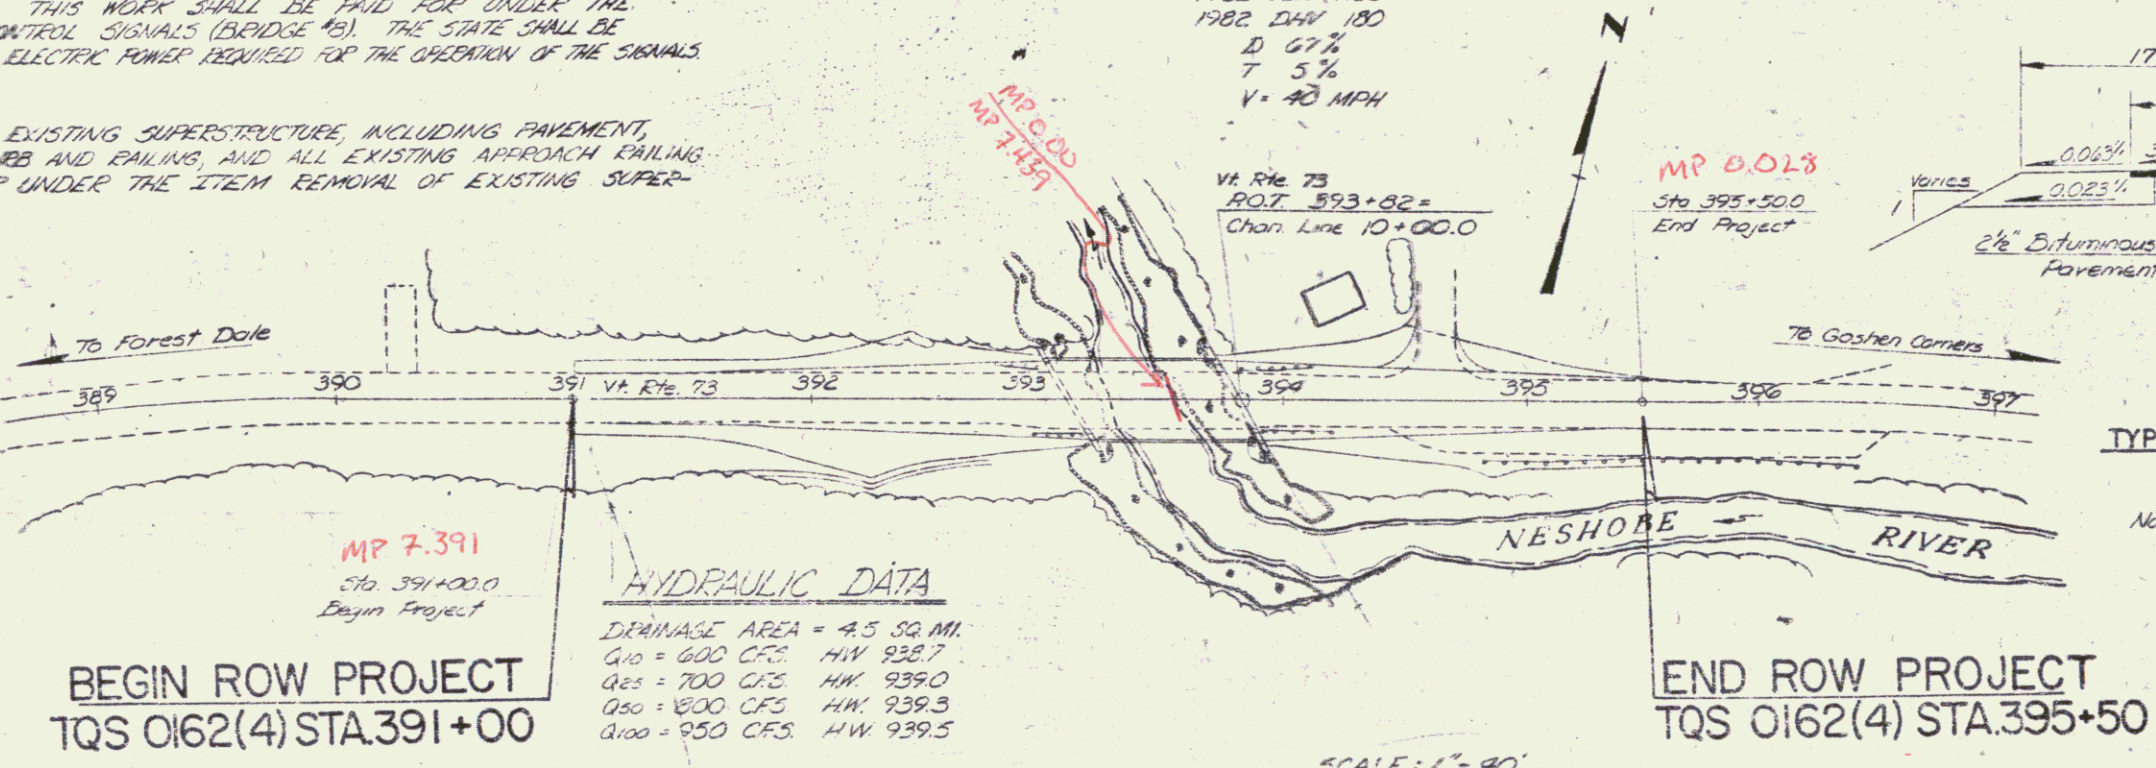 THIS WORK SHALL BE PAID FOR UNDER THE
CONTROL SIGNALS (BRIDGE #8). THE STATE SHALL BE
ELECTRIC POWER REQUIRED FOR THE OPERATION OF THE SIGNALS.
EXISTING SUPERSTRUCTURE, INCLUDING PAVEMENT,
AND RAILING, AND ALL EXISTING APPROACH RAILING
UNDER THE ITEM REMOVAL OF EXISTING SUPER-
1982 DHV 180
D 67%
T 5%
V = 40 MPH
N
MP 0.00
MP 7.439
Vt. Rte. 73
P.O.T. 393+82=
Chan. Line 10+00.0
MP 0.028
Sta 395+50.0
End Project
17
0.063%
Varies
0.023%
1
2½" Bituminous
Pavement
To Forest Dale
To Goshen Corners
389
390
391
Vt. Rte. 73
392
393
394
395
396
397
TYP
NESHOBE RIVER
MP 7.391
Sta. 391+00.0
Begin Project
HYDRAULIC DATA
DRAINAGE AREA = 4.5 SQ. MI.
Q10 = 600 CFS. HW 938.7
Q25 = 700 CFS. HW. 939.0
Q50 = 800 CFS. HW. 939.3
Q100 = 950 CFS. HW. 939.5
BEGIN ROW PROJECT
TQS 0162(4) STA.391+00
END ROW PROJECT
TQS 0162(4) STA.395+50